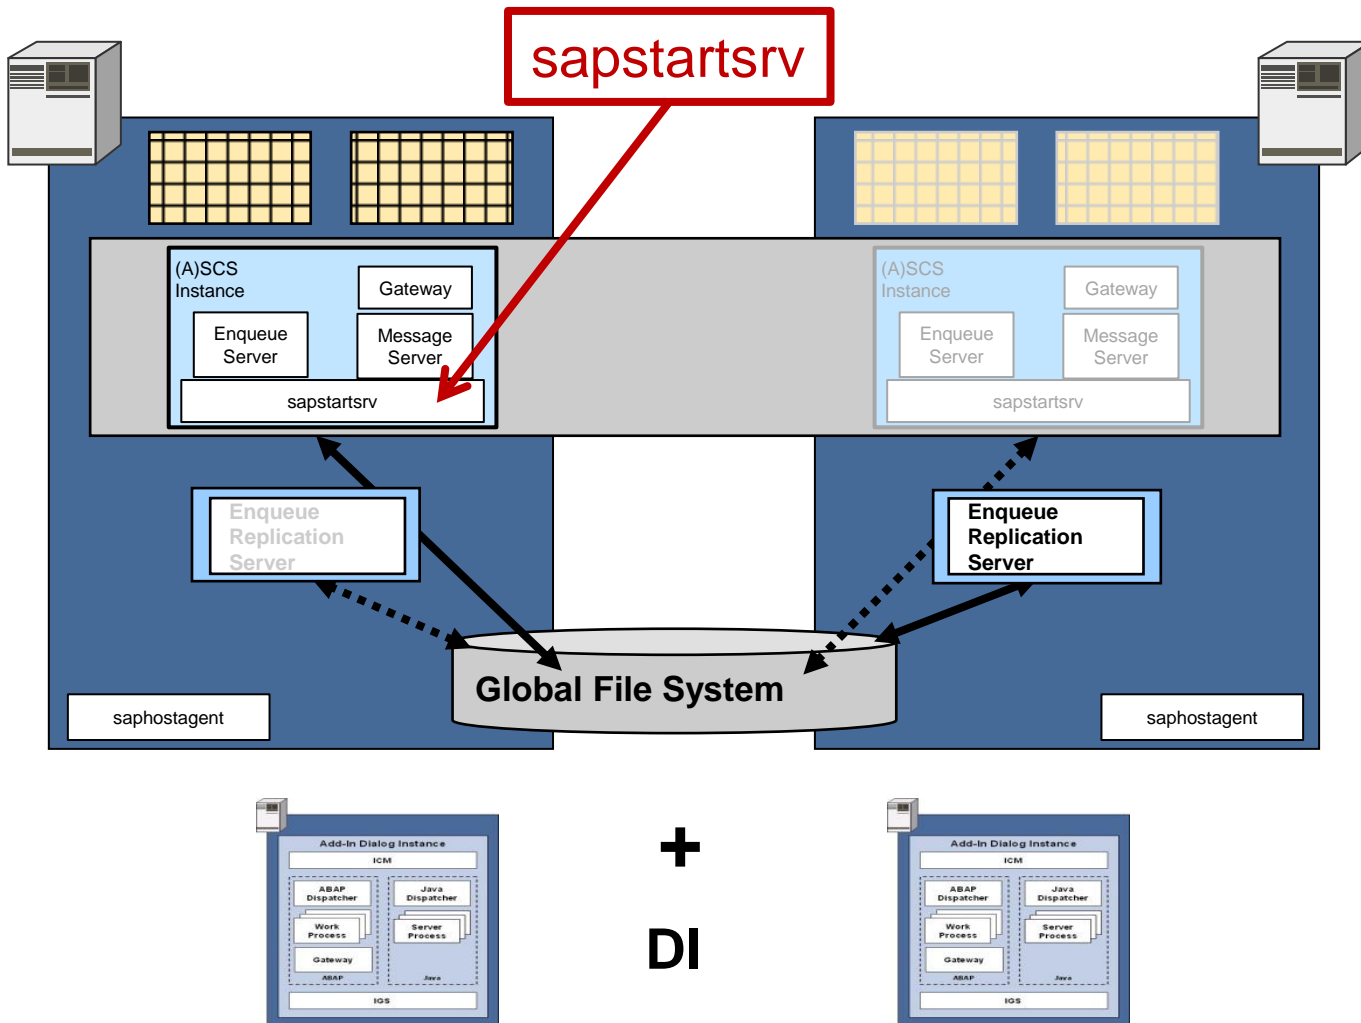 sapstartsrv
(A)SCS
Instance
Gateway
Enqueue
Server
Message
Server
sapstartsrv
(A)SCS
Instance
Gateway
Enqueue
Server
Message
Server
sapstartsrv
Enqueue
Replication
Server
Enqueue
Replication
Server
Global File System
saphostagent
saphostagent
Add-In Dialog Instance
ICM
ABAP
Dispatcher
Java
Dispatcher
Work
Process
Server
Process
Gateway
ABAP
Java
IGS
+
DI
Add-In Dialog Instance
ICM
ABAP
Dispatcher
Java
Dispatcher
Work
Process
Server
Process
Gateway
ABAP
Java
IGS